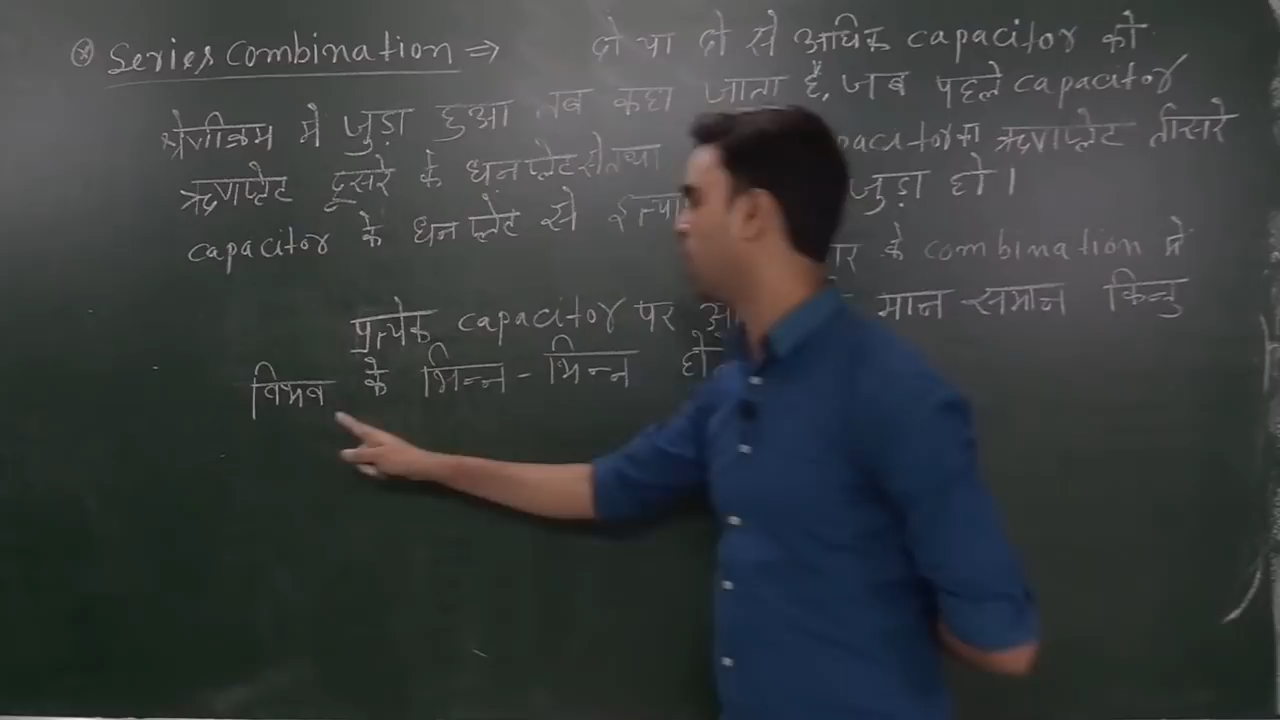 Series Combination ⇒ दो या दो से अधिक capacitor को
श्रेणीक्रम में जुड़ा हुआ तब कहा जाता है, जब पहले capacitor
ऋणप्लेट दूसरे के धन प्लेट से तथा capacitor का ऋणप्लेट तीसरे
capacitor के धन प्लेट से जुड़ा हो।
के combination में
प्रत्येक capacitor पर मान समान किन्तु
विभव के भिन्न-भिन्न